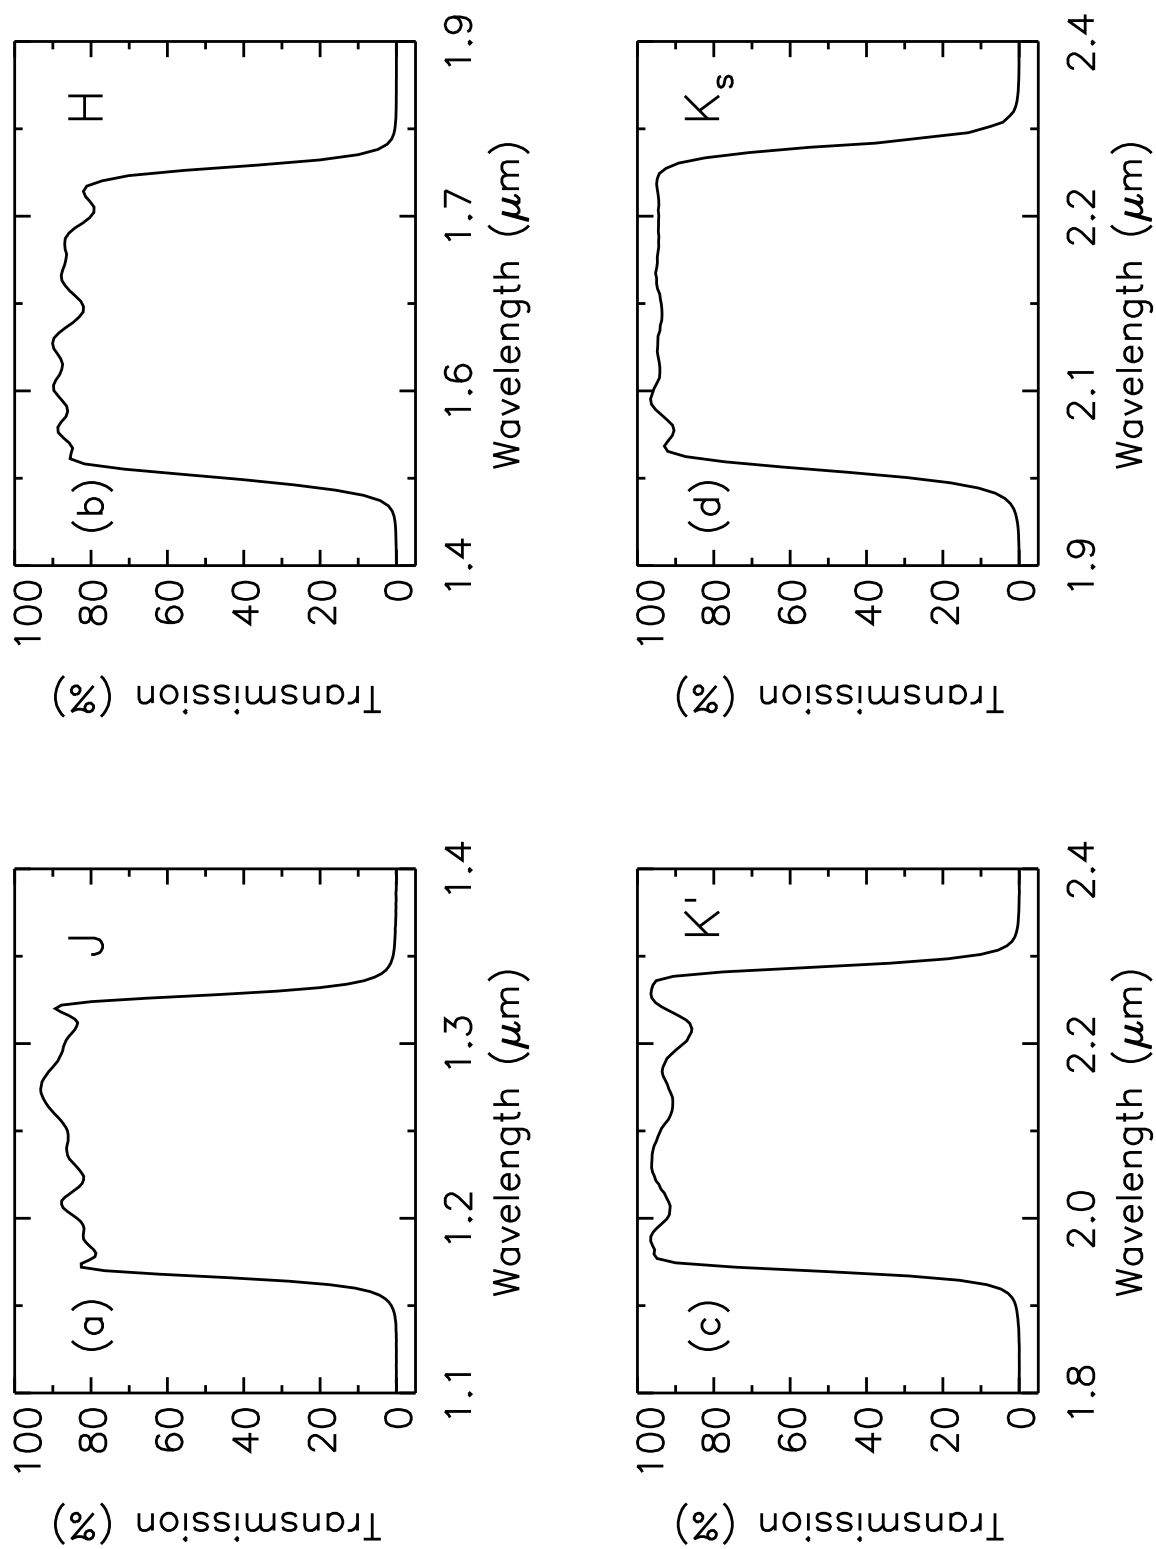 Transmission (%)
100
80
60
40
20
0
(a)
J
1.1
1.2
1.3
1.4
Wavelength (μm)
Transmission (%)
100
80
60
40
20
0
(b)
H
1.4
1.6
1.7
1.9
Wavelength (μm)
Transmission (%)
100
80
60
40
20
0
(c)
K'
1.8
2.0
2.2
2.4
Wavelength (μm)
Transmission (%)
100
80
60
40
20
0
(d)
Ks
1.9
2.1
2.2
2.4
Wavelength (μm)